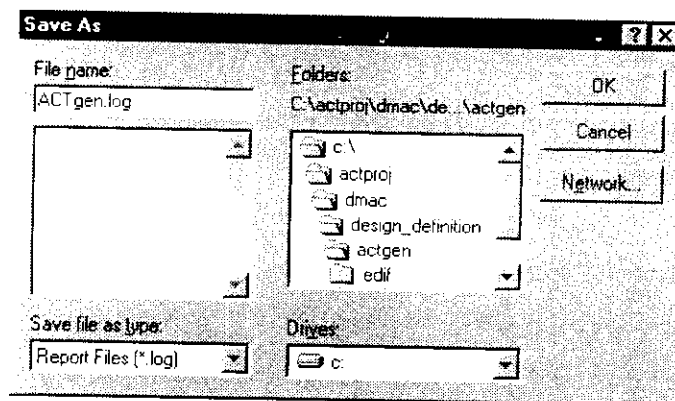 Save As
? X
File name:
ACTgen.log
Folders:
C:\actproj\dmac\de...\actgen
c:\
actproj
dmac
design_definition
actgen
edif
OK
Cancel
Network...
Save file as type:
Report Files (*.log)
Drives:
c: